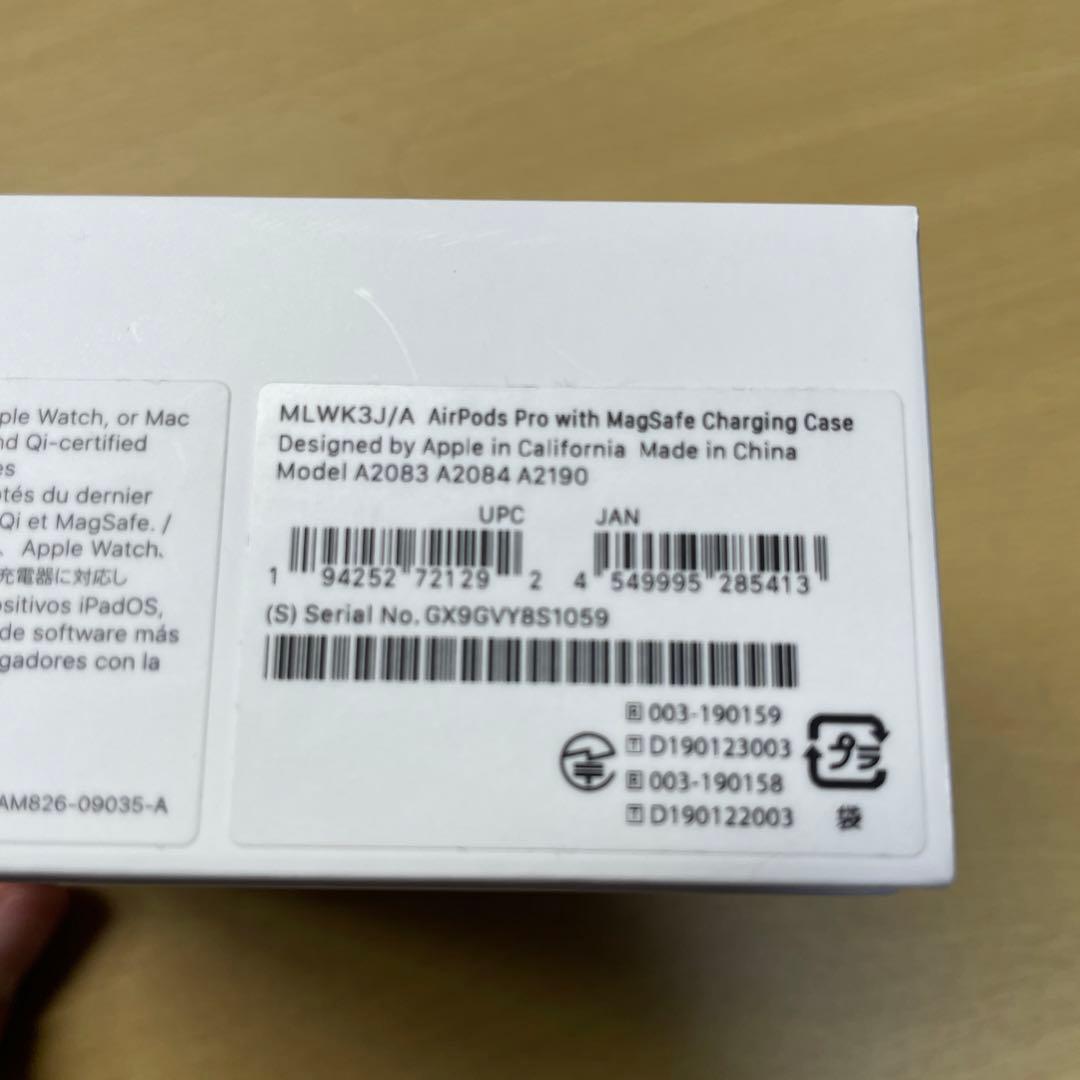 ple Watch, or Mac
nd Qi-certified
es
tés du dernier
Qi et MagSafe. /
、Apple Watch、
充電器に対応し
ositivos iPadOS,
de software más
gadores con la
AM826-09035-A
MLWK3J/A AirPods Pro with MagSafe Charging Case
Designed by Apple in California Made in China
Model A2083 A2084 A2190
UPC JAN
1 94252 72129 2 4 549995 285413
(S) Serial No. GX9GVY8S1059
R 003-190159
T D190123003
R 003-190158
T D190122003
プラ
袋